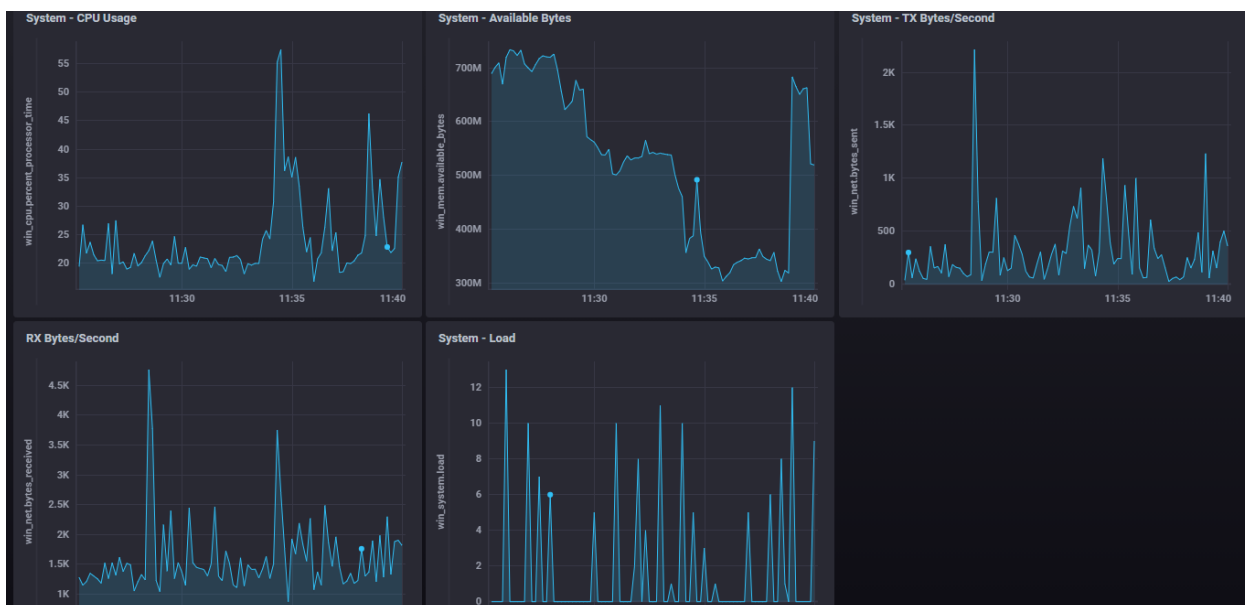 System - CPU Usage
win_cpu.percent_processor_time
55
50
45
40
35
30
25
20
11:30
11:35
11:40
System - Available Bytes
win_mem.available_bytes
700M
600M
500M
400M
300M
11:30
11:35
11:40
System - TX Bytes/Second
win_net.bytes_sent
2K
1.5K
1K
500
0
11:30
11:35
11:40
RX Bytes/Second
win_net.bytes_received
4.5K
4K
3.5K
3K
2.5K
2K
1.5K
1K
System - Load
win_system.load
12
10
8
6
4
2
0